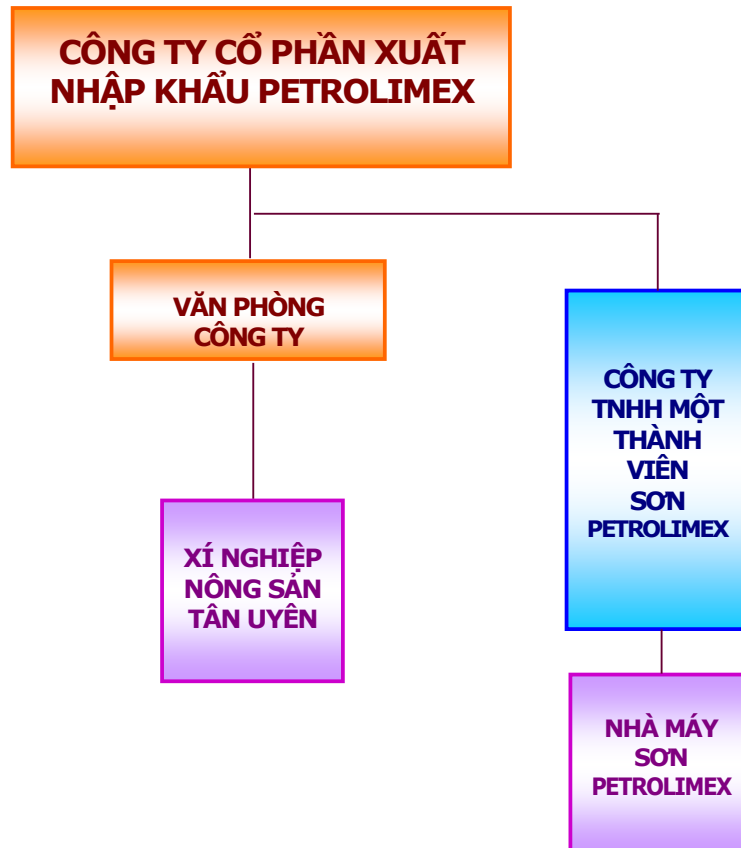 CÔNG TY CỔ PHẦN XUẤT
NHẬP KHẨU PETROLIMEX
VĂN PHÒNG
CÔNG TY
CÔNG TY
TNHH MỘT
THÀNH
VIÊN
SƠN
PETROLIMEX
XÍ NGHIỆP
NÔNG SẢN
TÂN UYÊN
NHÀ MÁY
SƠN
PETROLIMEX